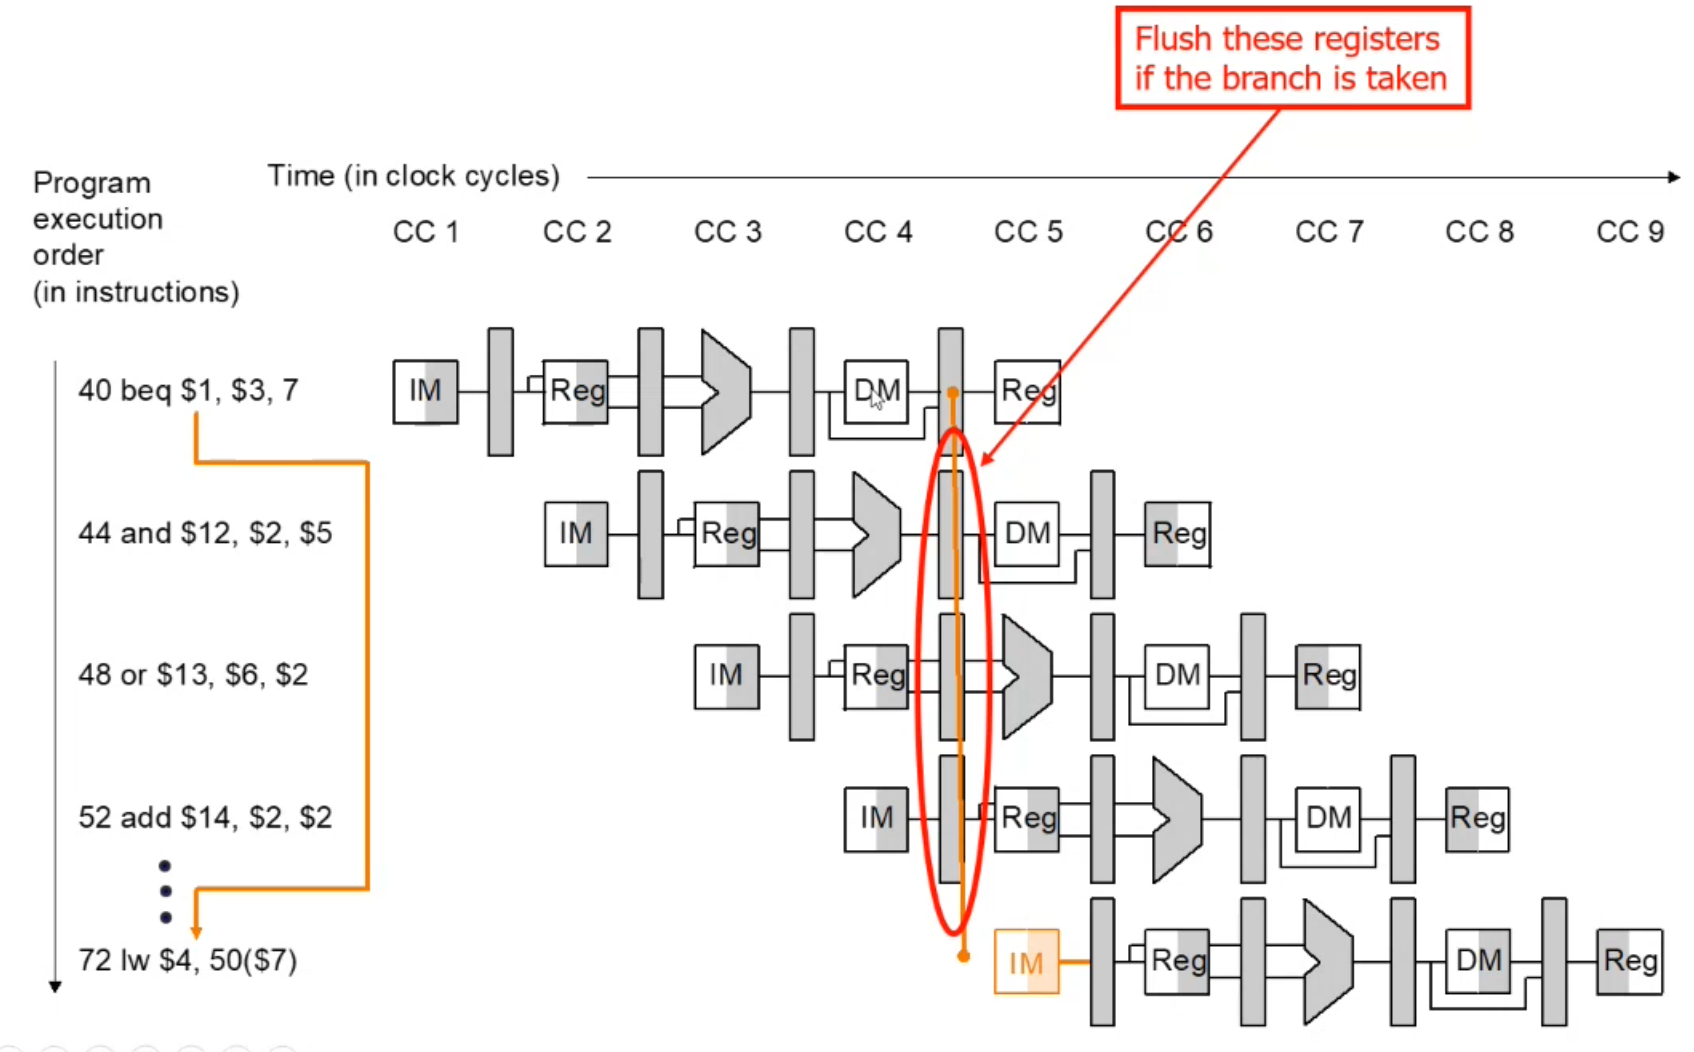 Flush these registers
if the branch is taken
Program
execution
order
(in instructions)
Time (in clock cycles)
CC 1 CC 2 CC 3 CC 4 CC 5 CC 6 CC 7 CC 8 CC 9
40 beq $1, $3, 7 IM Reg DM Reg
44 and $12, $2, $5 IM Reg DM Reg
48 or $13, $6, $2 IM Reg DM Reg
52 add $14, $2, $2 IM Reg DM Reg
72 lw $4, 50($7) IM Reg DM Reg